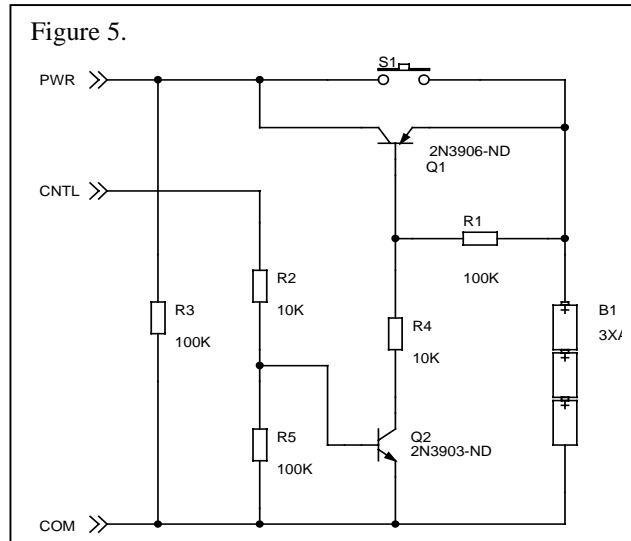 Figure 5.
S1
PWR
2N3906-ND
Q1
CNTL
R1
100K
R2
10K
R3
100K
R4
10K
B1
R5
100K
Q2
2N3903-ND
COM